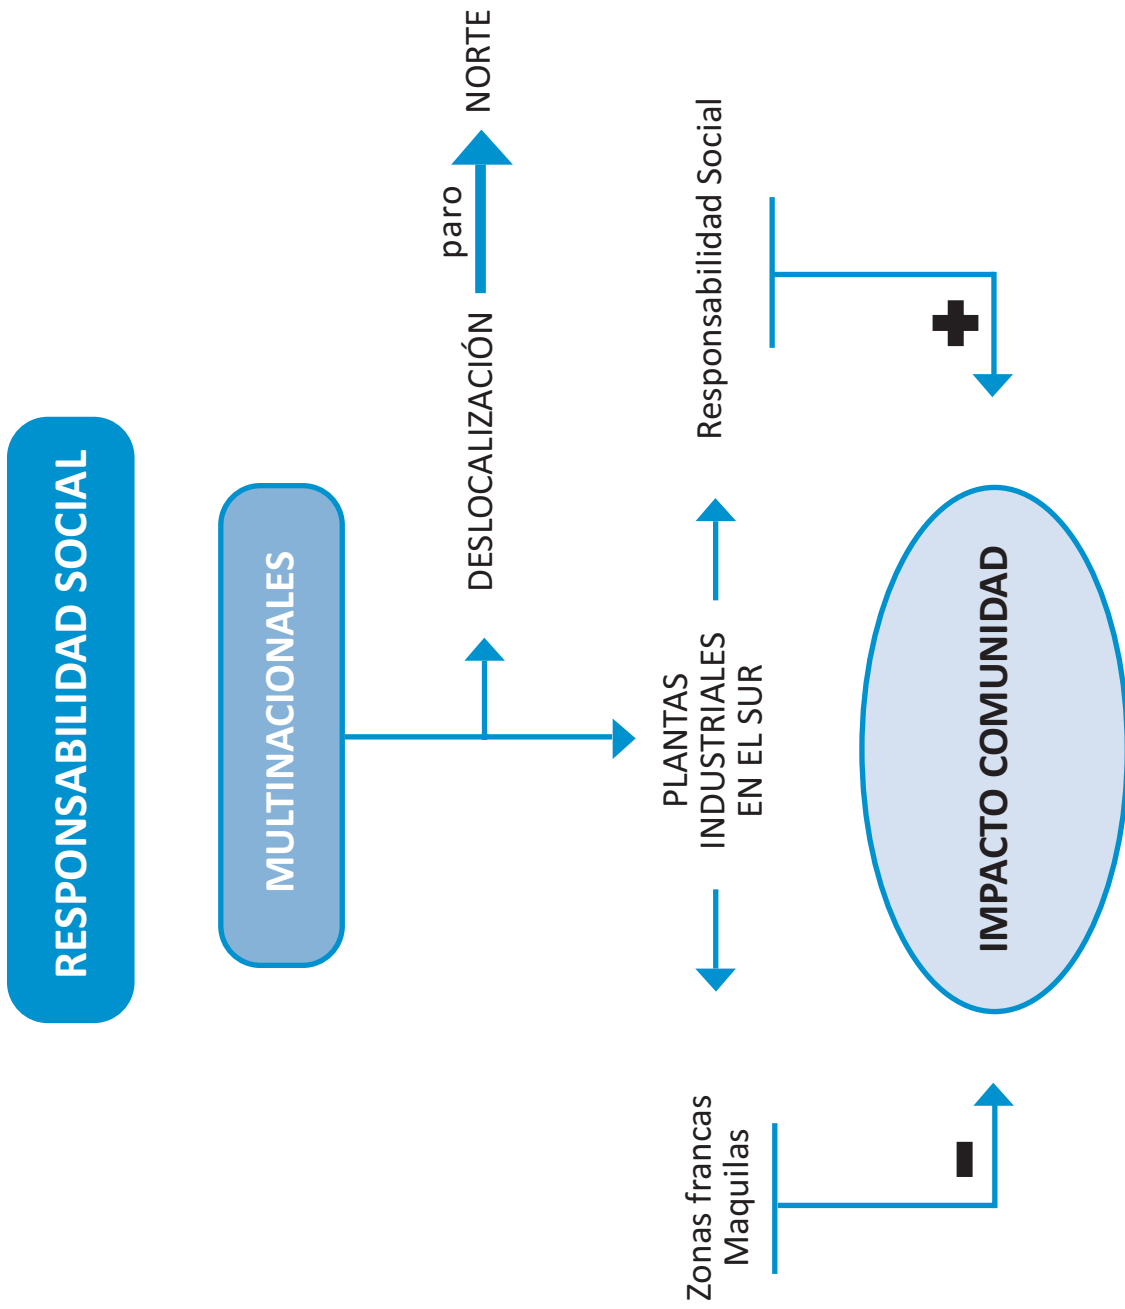 RESPONSABILIDAD SOCIAL
MULTINACIONALES
DESLOCALIZACIÓN
paro
NORTE
Zonas francas
Maquilas
PLANTAS
INDUSTRIALES
EN EL SUR
Responsabilidad Social
-
+
IMPACTO COMUNIDAD